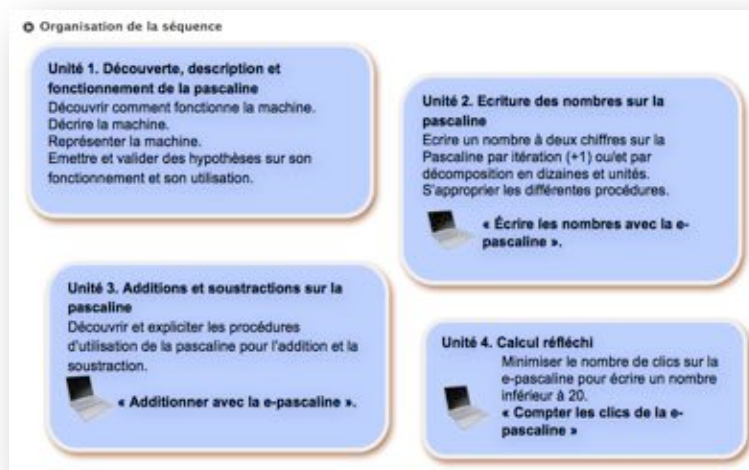 Organisation de la séquence
Unité 1. Découverte, description et
fonctionnement de la pascaline
Découvrir comment fonctionne la machine.
Décrire la machine.
Représenter la machine.
Emettre et valider des hypothèses sur son
fonctionnement et son utilisation.
Unité 2. Ecriture des nombres sur la
pascaline
Ecrire un nombre à deux chiffres sur la
Pascaline par itération (+1) ou/et par
décomposition en dizaines et unités.
S'approprier les différentes procédures.
« Écrire les nombres avec la e-
pascaline ».
Unité 3. Additions et soustractions sur la
pascaline
Découvrir et expliciter les procédures
d'utilisation de la pascaline pour l'addition et la
soustraction.
« Additionner avec la e-pascaline ».
Unité 4. Calcul réfléchi
Minimiser le nombre de clics sur la
e-pascaline pour écrire un nombre
inférieur à 20.
« Compter les clics de la e-
pascaline »